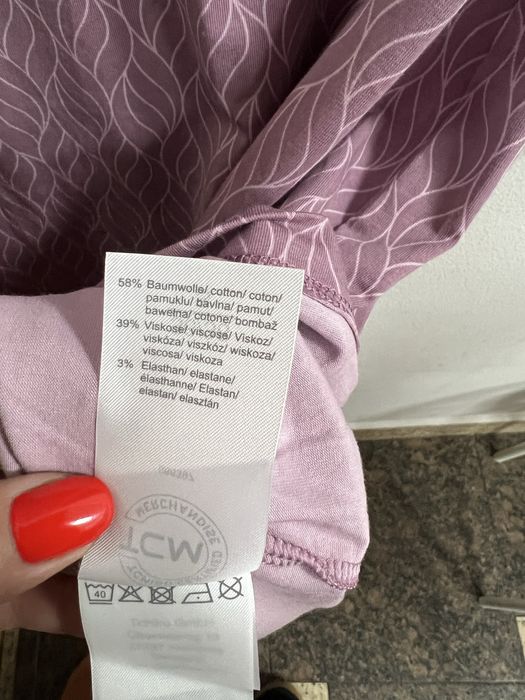 58% Baumwolle/ cotton/ coton/
pamuklu/ bavlna/ pamut/
bawełna/ cotone/ bombaž
39% Viskose/ viscose/ Viskoz/
viskóza/ viszkóz/ wiskoza/
viscosa/ viskoza
3% Elasthan/ elastane/
élasthanne/ Elastan/
elastan/ elasztán
MERCHANDISE
TCW
40